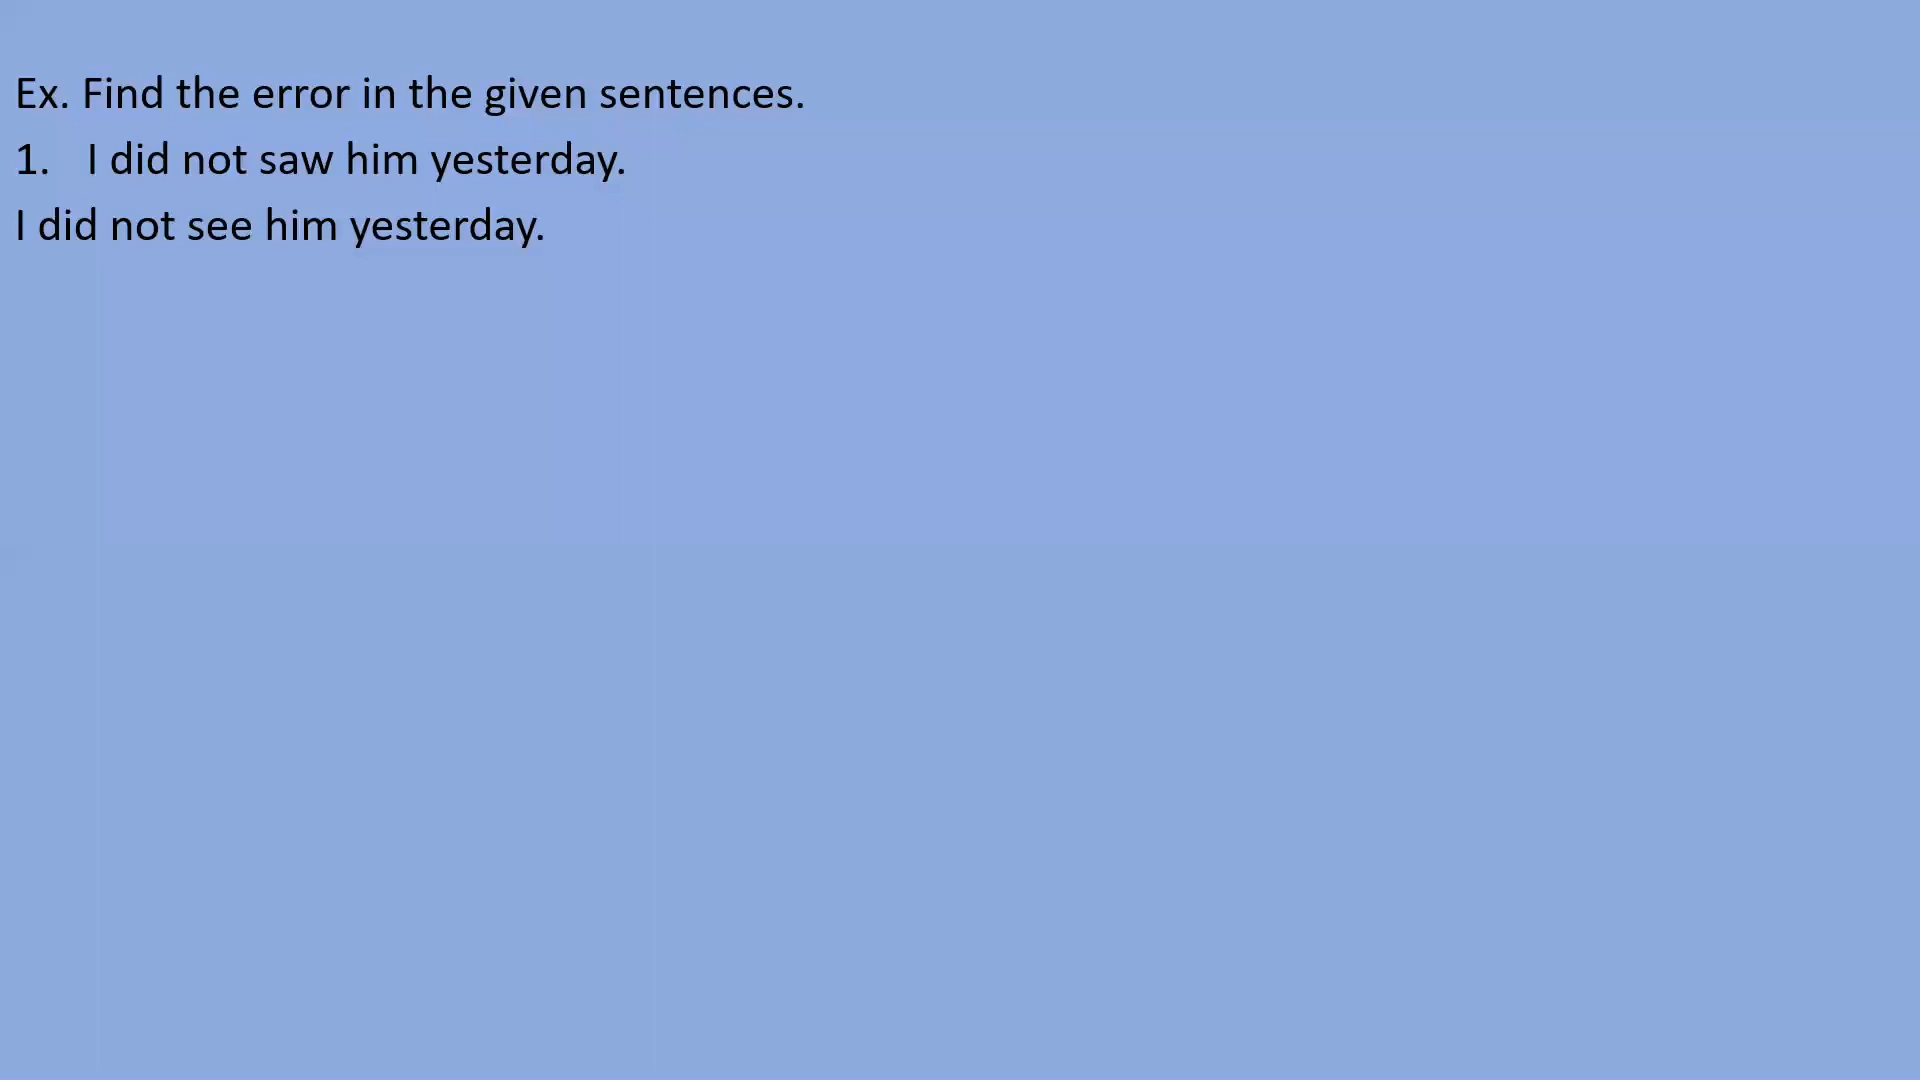 Ex. Find the error in the given sentences.
1. I did not saw him yesterday.
I did not see him yesterday.